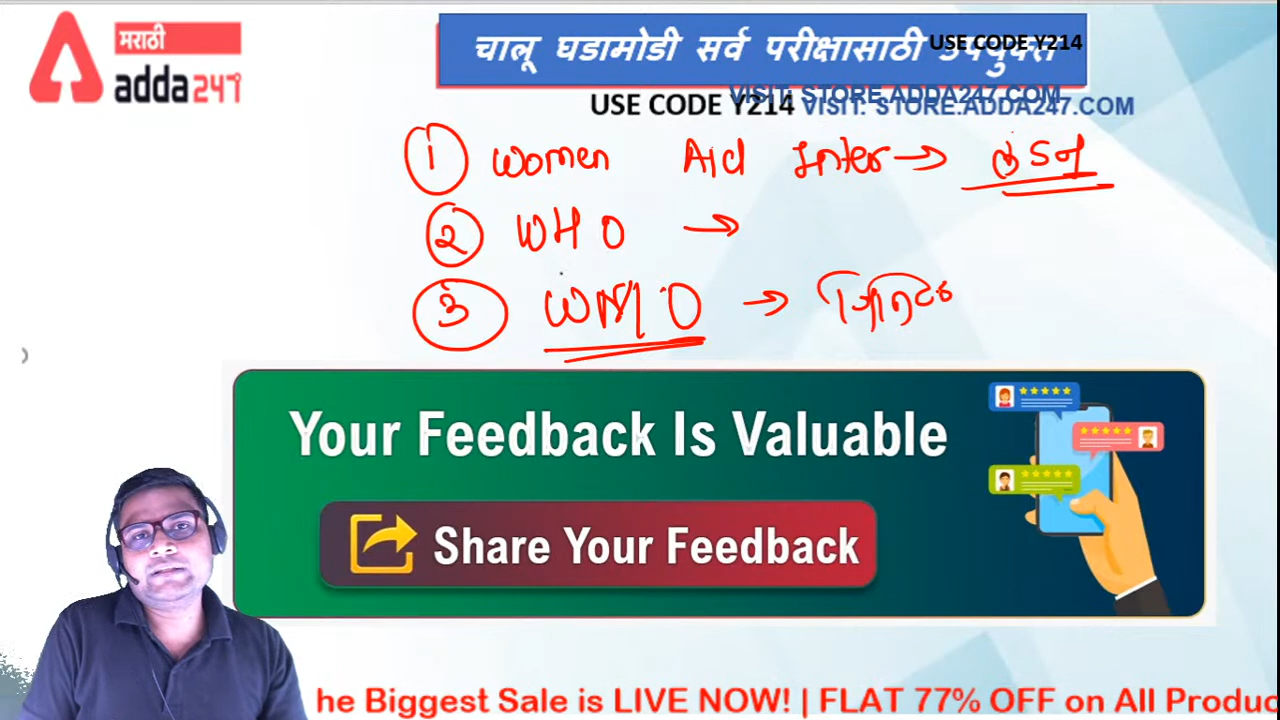 मराठी
adda247
चालू घडामोडी सर्व परीक्षासाठी उपयुक्त
USE CODE Y214
VISIT: STORE.ADDA247.COM
USE CODE Y214 VISIT: STORE.ADDA247.COM
1 Women Aid Inter →
2 WHO →
3 WMO →
Your Feedback Is Valuable
Share Your Feedback
he Biggest Sale is LIVE NOW! | FLAT 77% OFF on All Produc